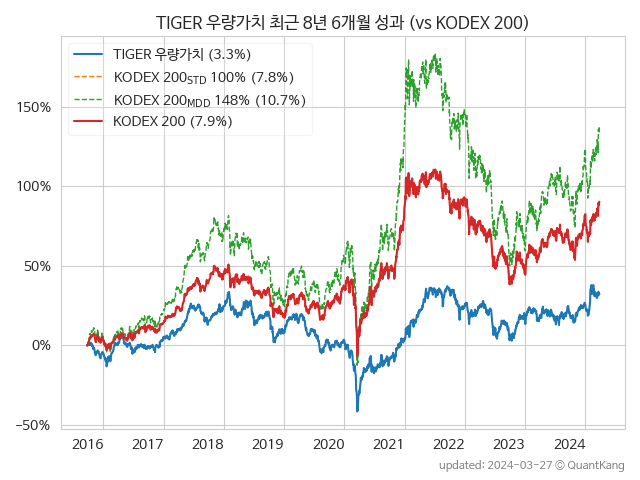 TIGER 우량가치 최근 8년 6개월 성과 (vs KODEX 200)
TIGER 우량가치 (3.3%)
KODEX 200STD 100% (7.8%)
KODEX 200MDD 148% (10.7%)
KODEX 200 (7.9%)
150%
100%
50%
0%
−50%
2016 2017 2018 2019 2020 2021 2022 2023 2024
updated: 2024-03-27 © QuantKang